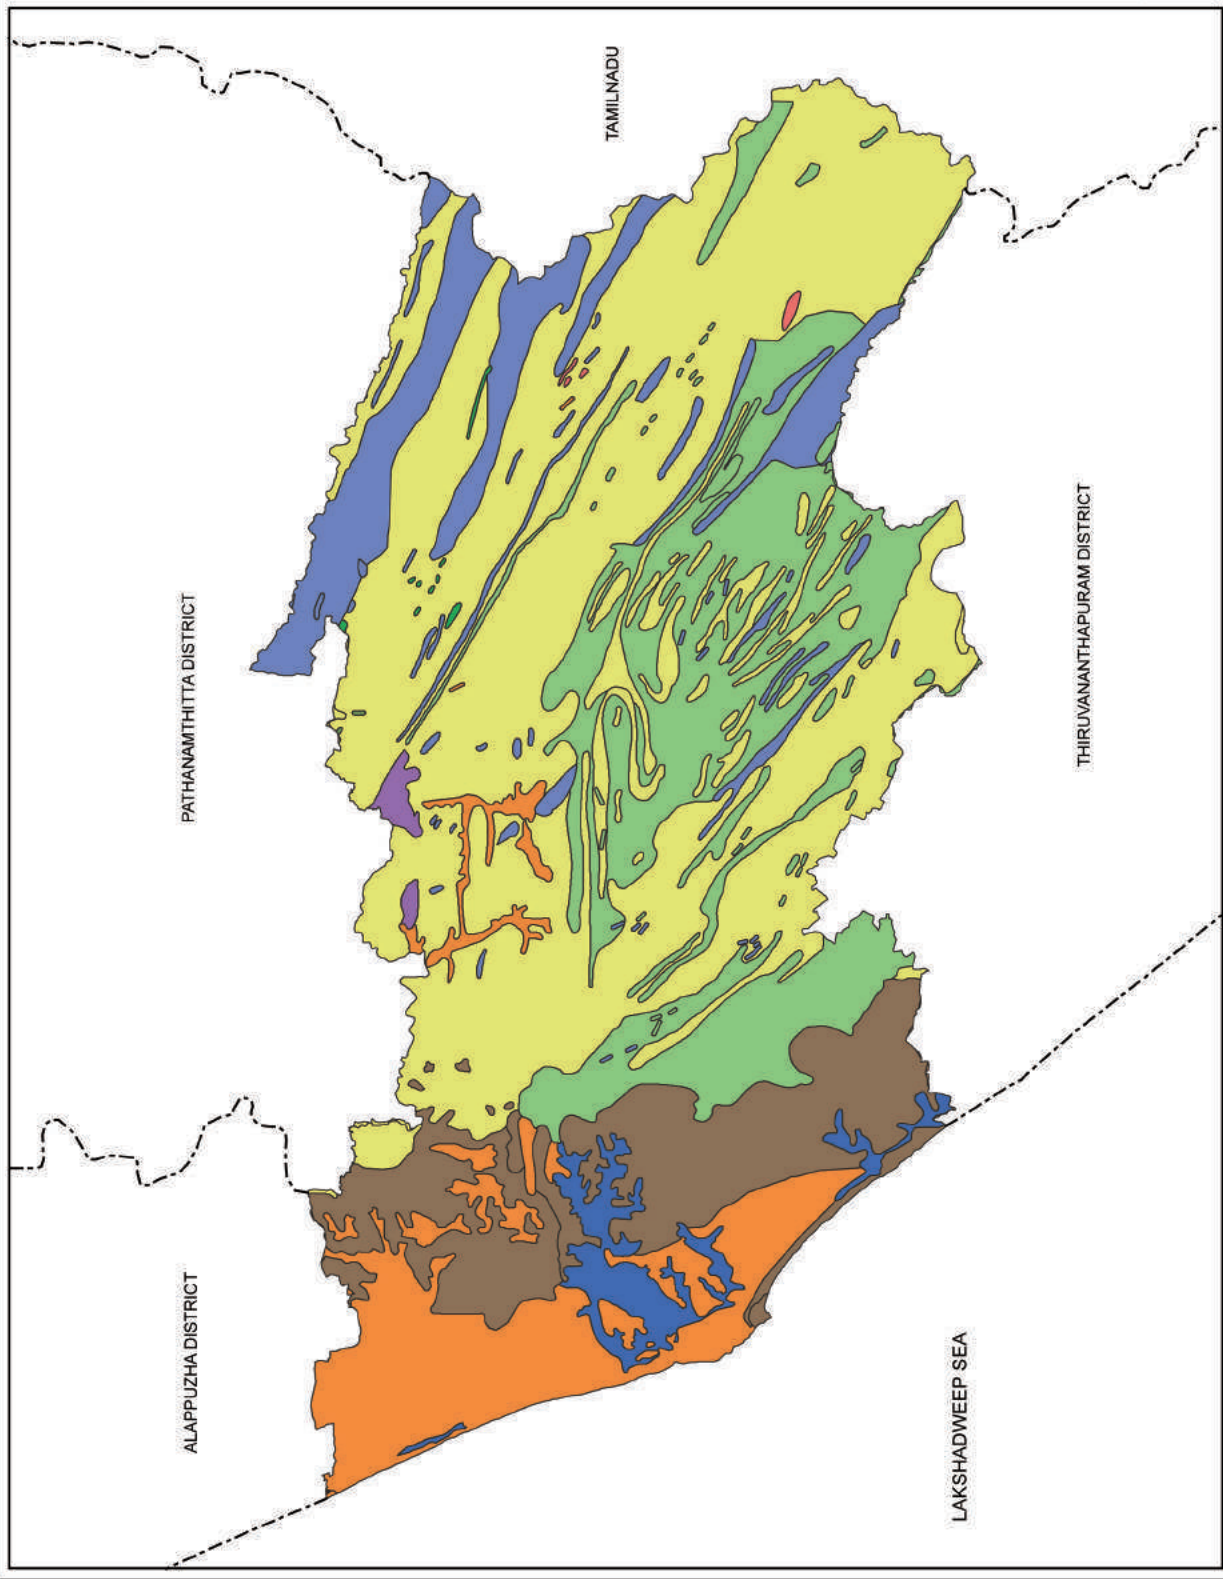 TAMILNADU
PATHANAMTHITTA DISTRICT
THIRUVANANTHAPURAM DISTRICT
ALAPPUZHA DISTRICT
LAKSHADWEEP SEA